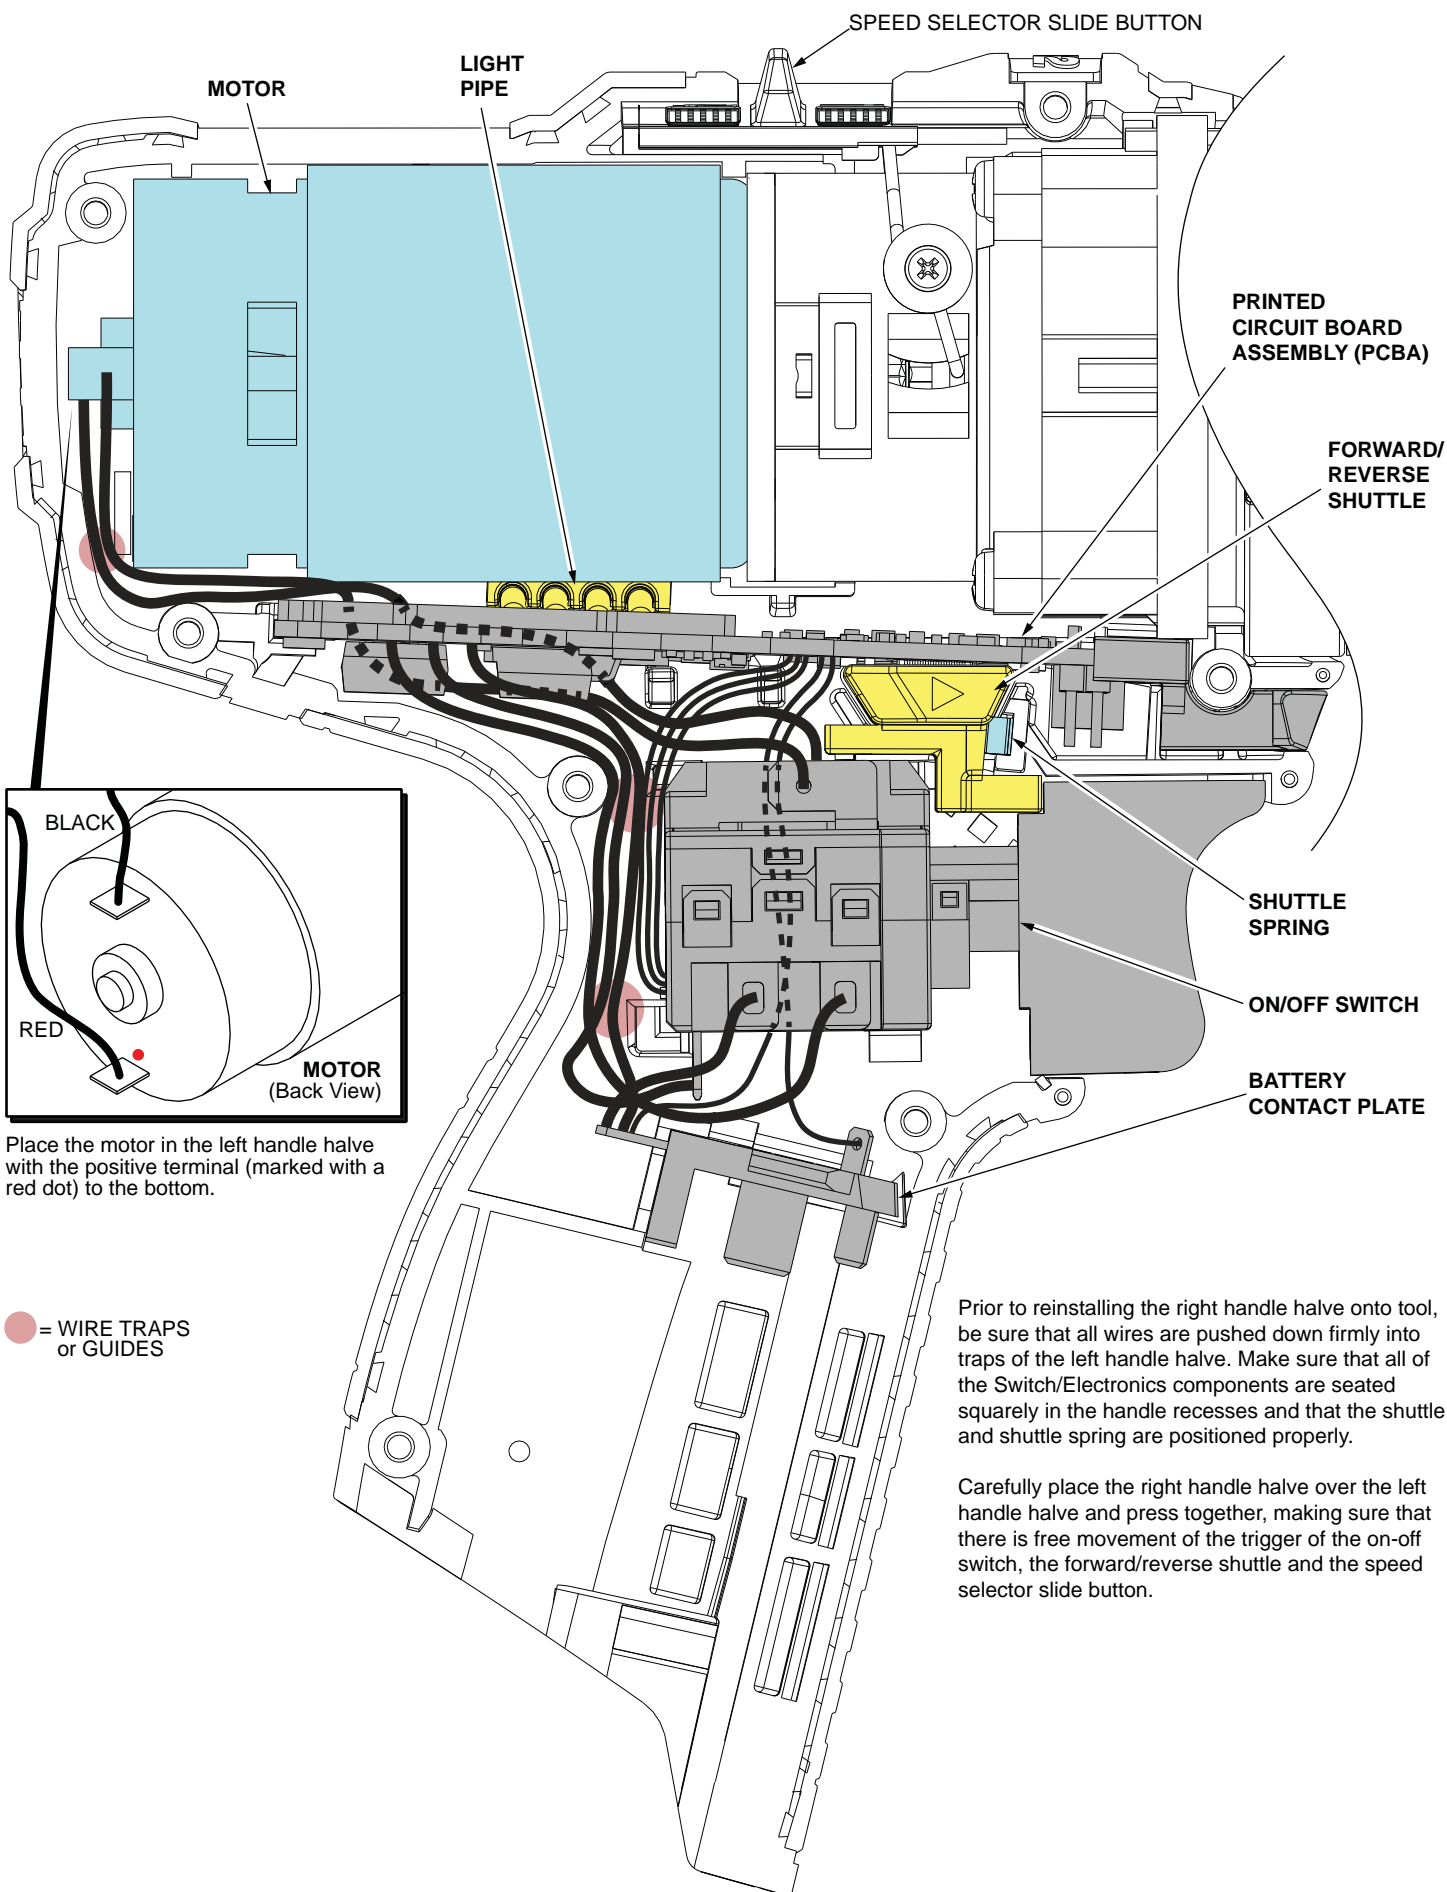 SPEED SELECTOR SLIDE BUTTON
LIGHT
PIPE
MOTOR
PRINTED
CIRCUIT BOARD
ASSEMBLY (PCBA)
FORWARD/
REVERSE
SHUTTLE
SHUTTLE
SPRING
ON/OFF SWITCH
BATTERY
CONTACT PLATE
BLACK
RED
MOTOR
(Back View)
Place the motor in the left handle halve
with the positive terminal (marked with a
red dot) to the bottom.
= WIRE TRAPS
or GUIDES
Prior to reinstalling the right handle halve onto tool,
be sure that all wires are pushed down firmly into
traps of the left handle halve. Make sure that all of
the Switch/Electronics components are seated
squarely in the handle recesses and that the shuttle
and shuttle spring are positioned properly.
Carefully place the right handle halve over the left
handle halve and press together, making sure that
there is free movement of the trigger of the on-off
switch, the forward/reverse shuttle and the speed
selector slide button.